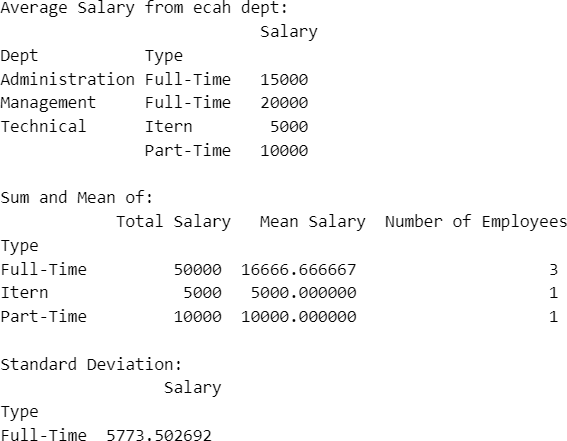 Average Salary from ecah dept:
Salary
Dept Type
Administration Full-Time 15000
Management Full-Time 20000
Technical Itern 5000
Part-Time 10000
Sum and Mean of:
Total Salary Mean Salary Number of Employees
Type
Full-Time 50000 16666.666667 3
Itern 5000 5000.000000 1
Part-Time 10000 10000.000000 1
Standard Deviation:
Salary
Type
Full-Time 5773.502692